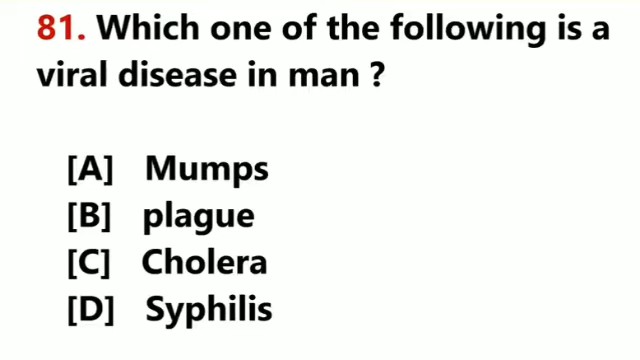 81. Which one of the following is a
viral disease in man ?
[A] Mumps
[B] plague
[C] Cholera
[D] Syphilis